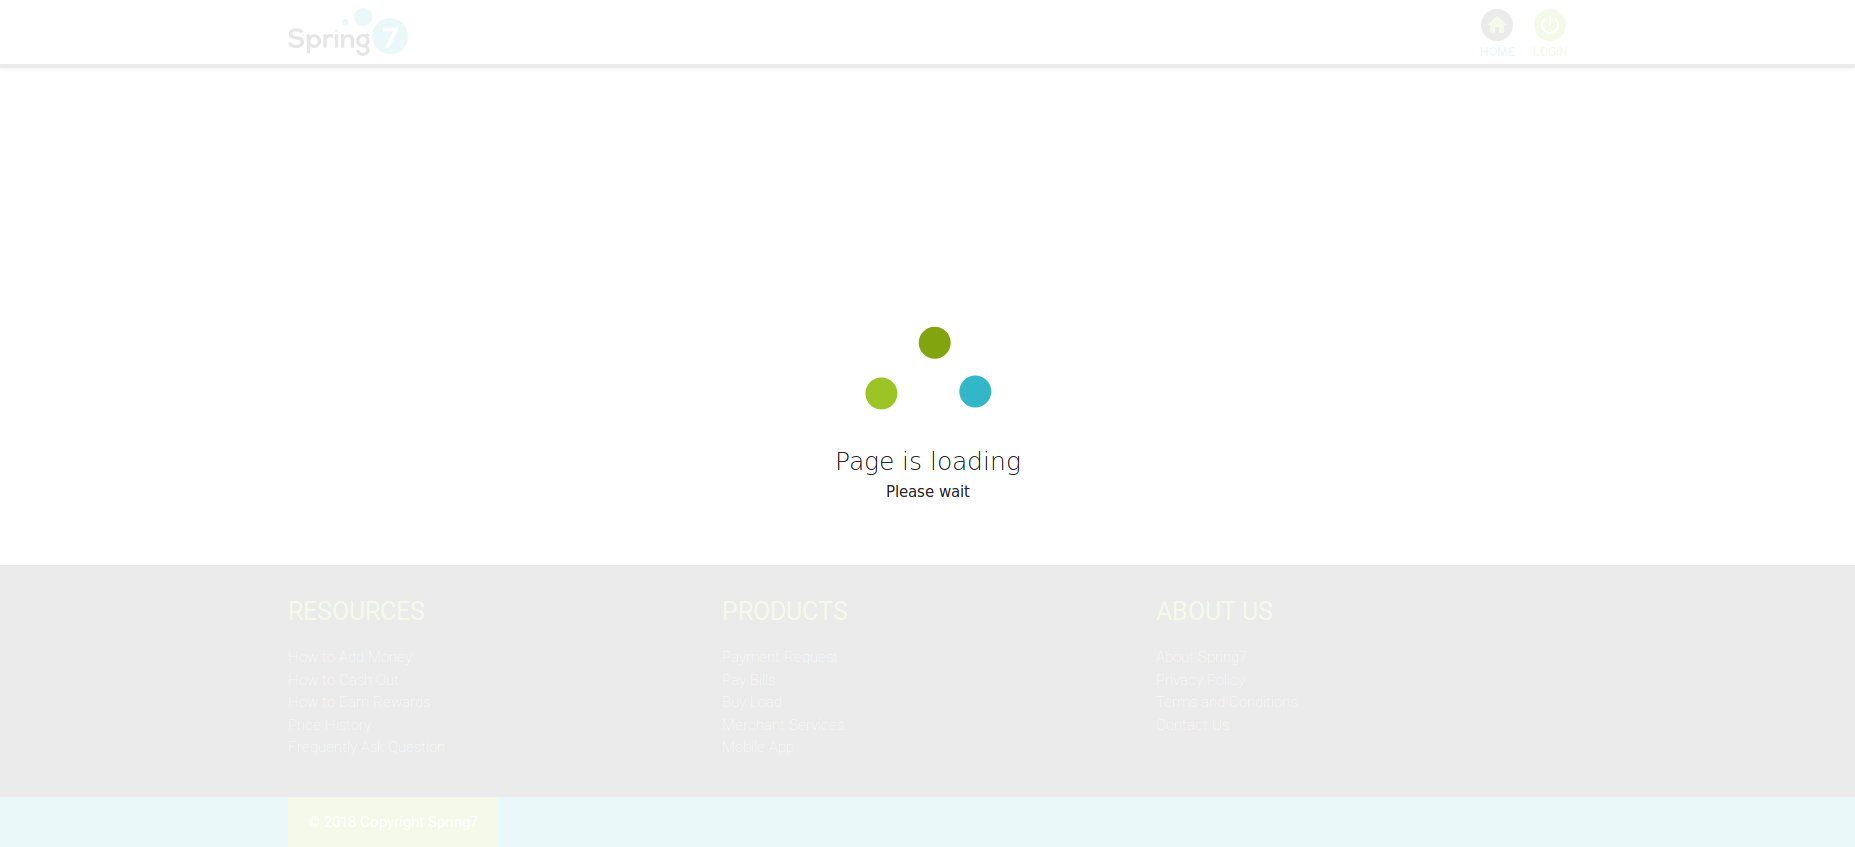 Spring7
HOME
LOGIN
Page is loading
Please wait
RESOURCES
How to Add Money
How to Cash Out
How to Earn Rewards
Price History
Frequently Ask Question
PRODUCTS
Payment Request
Pay Bills
Buy Load
Merchant Services
Mobile App
ABOUT US
About Spring7
Privacy Policy
Terms and Conditions
Contact Us
© 2018 Copyright Spring7